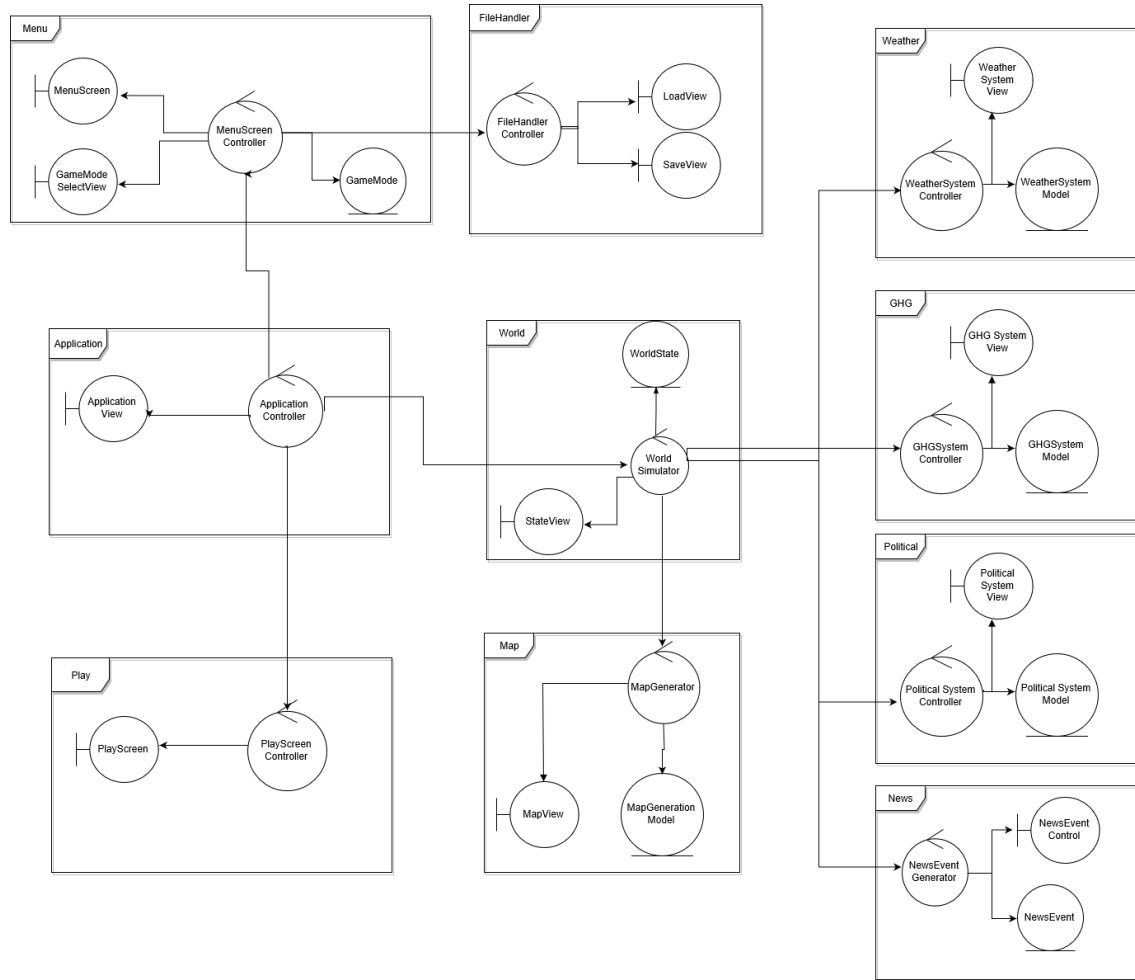 Menu
MenuScreen
MenuScreen
Controller
GameMode
SelectView
GameMode
FileHandler
FileHandler
Controller
LoadView
SaveView
Weather
Weather
System
View
WeatherSystem
Controller
WeatherSystem
Model
Application
Application
View
Application
Controller
World
WorldState
World
Simulator
StateView
GHG
GHG System
View
GHGSystem
Controller
GHGSystem
Model
Political
Political
System
View
Political System
Controller
Political System
Model
Play
PlayScreen
PlayScreen
Controller
Map
MapGenerator
MapView
MapGeneration
Model
News
NewsEvent
Generator
NewsEvent
Control
NewsEvent